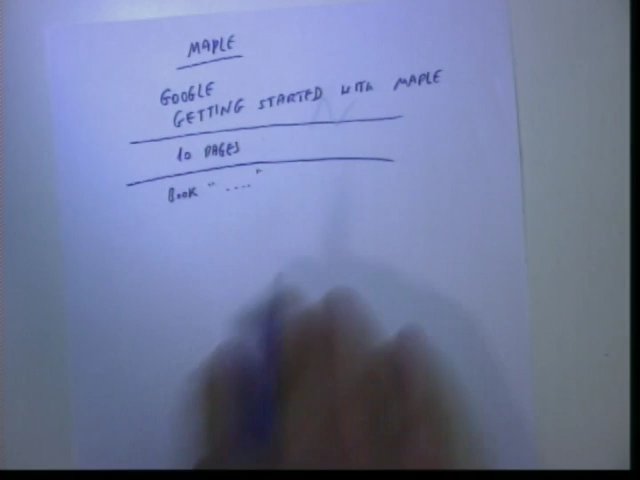 MAPLE
GOOGLE
GETTING STARTED WITH MAPLE
10 PAGES
BOOK " .... "